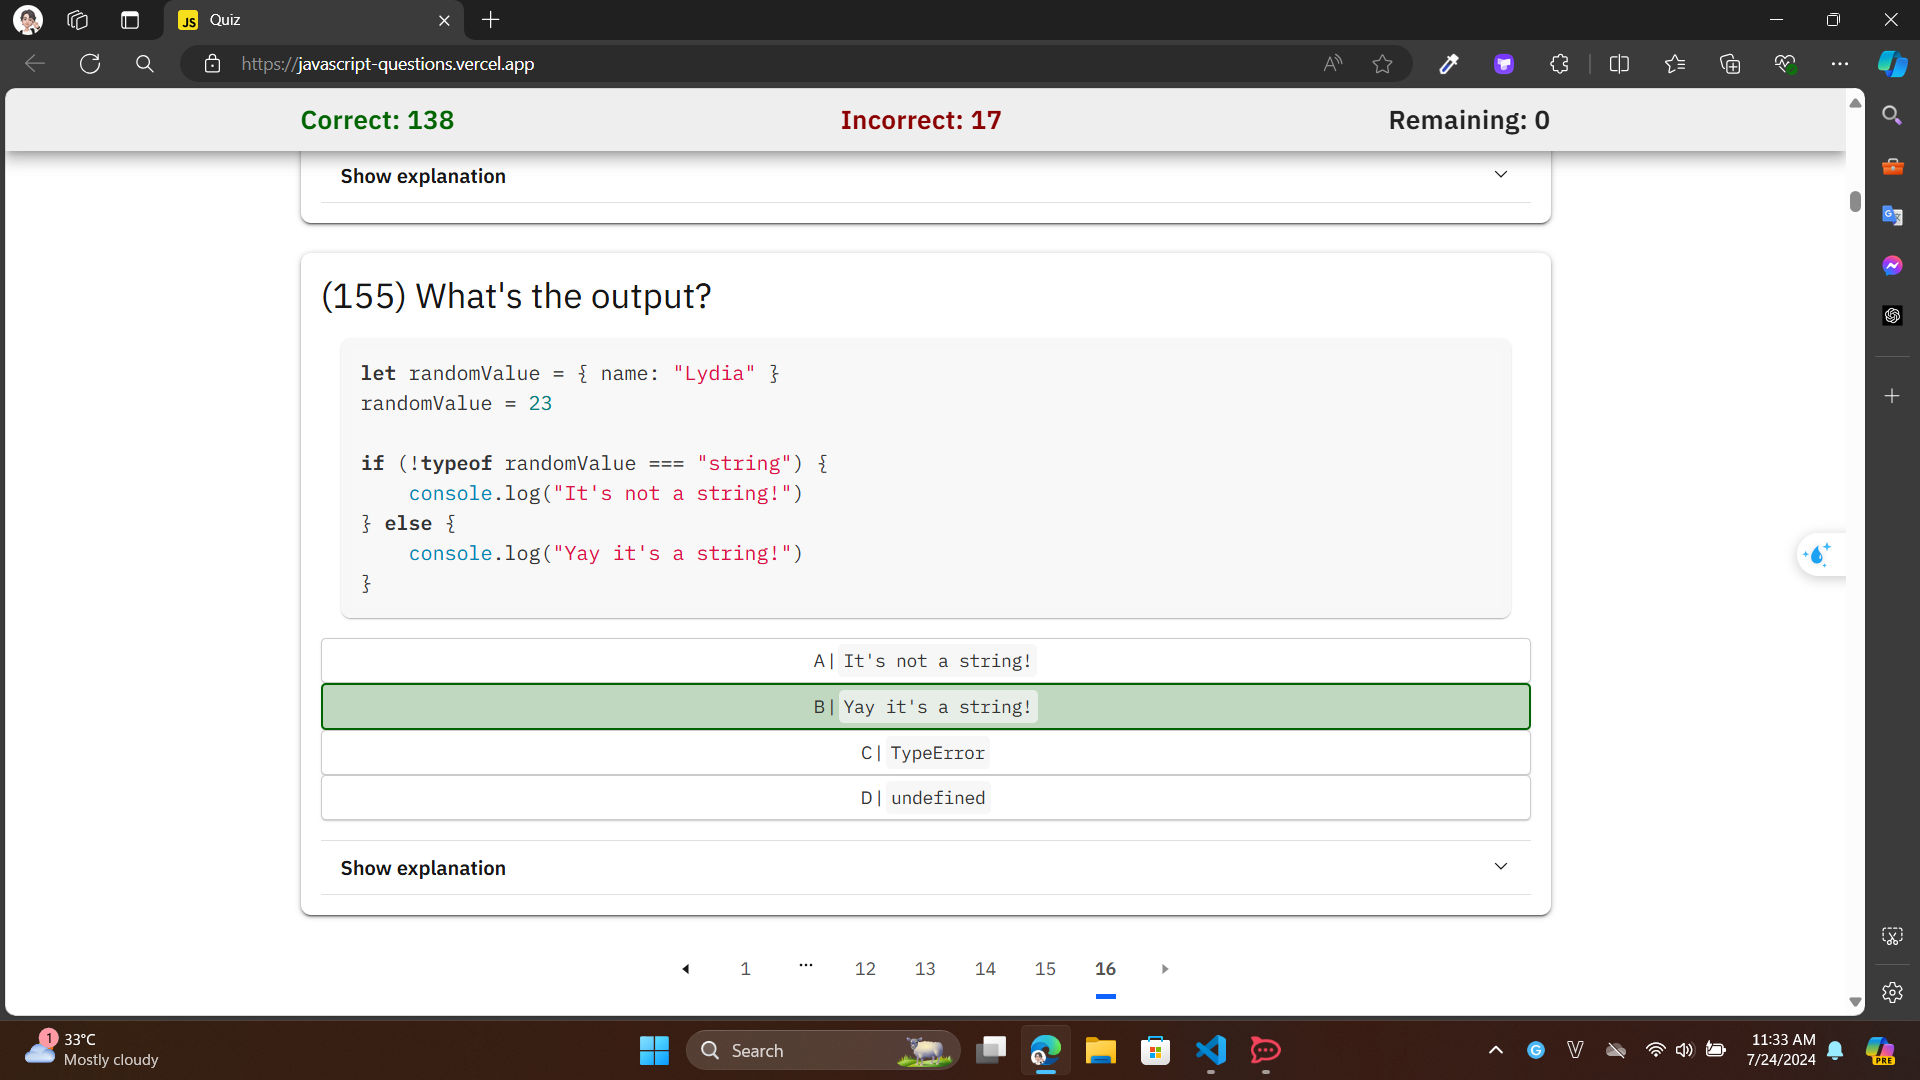 JS Quiz
https://javascript-questions.vercel.app
Correct: 138
Incorrect: 17
Remaining: 0
Show explanation
(155) What's the output?
let randomValue = { name: "Lydia" }
randomValue = 23
if (!typeof randomValue === "string") {
    console.log("It's not a string!")
} else {
    console.log("Yay it's a string!")
}
A| It's not a string!
B| Yay it's a string!
C| TypeError
D| undefined
Show explanation
1 ... 12 13 14 15 16
1
33°C
Mostly cloudy
Search
11:33 AM
7/24/2024
PRE